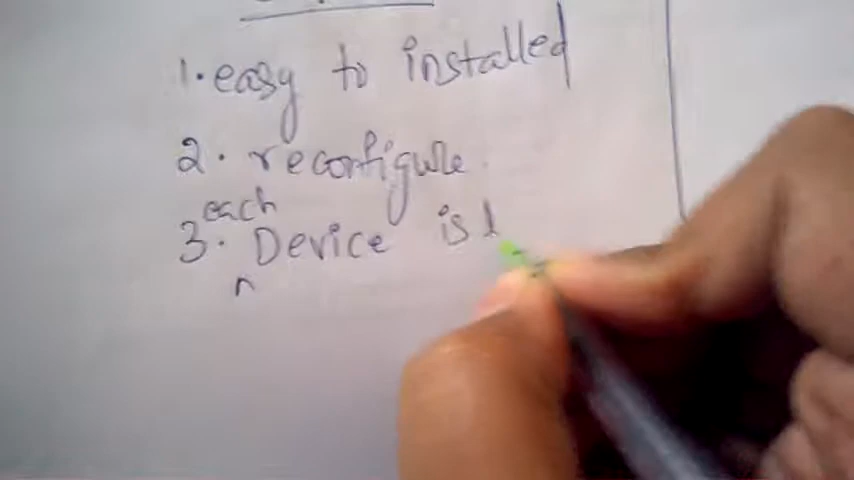 1. easy to installed
2. reconfigure
each
3. Device is